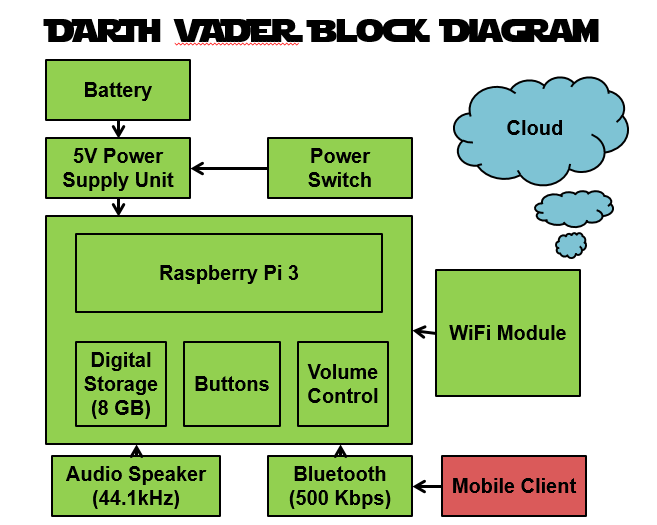 DARTH VADER BLOCK DIAGRAM
Battery
Cloud
5V Power
Supply Unit
Power
Switch
Raspberry Pi 3
WiFi Module
Digital
Storage
(8 GB)
Buttons
Volume
Control
Audio Speaker
(44.1kHz)
Bluetooth
(500 Kbps)
Mobile Client